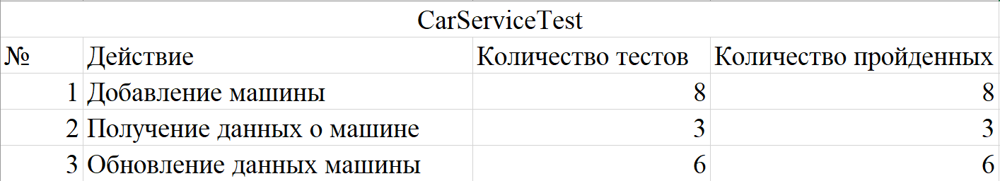 CarServiceTest
№ Действие Количество тестов Количество пройденных
1 Добавление машины 8 8
2 Получение данных о машине 3 3
3 Обновление данных машины 6 6